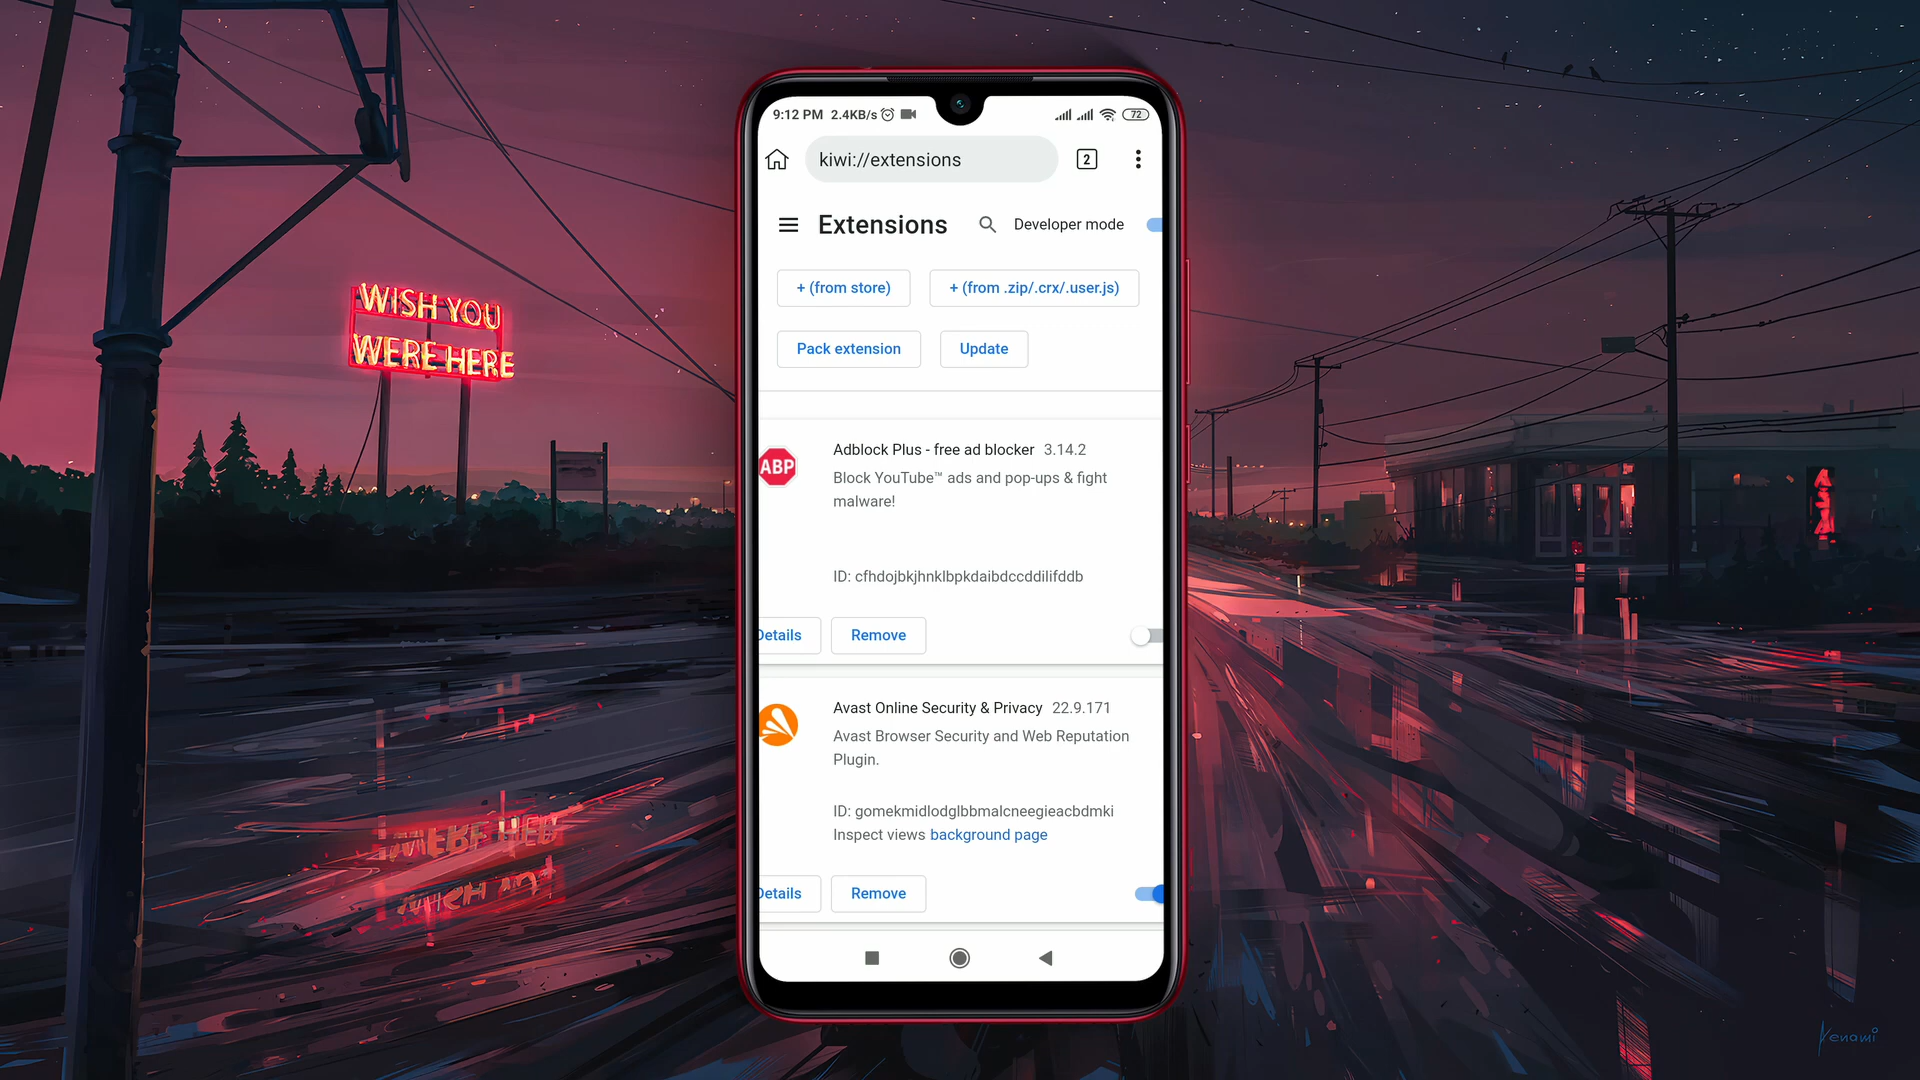 WISH YOU
WERE HERE
9:12 PM 2.4KB/s 72
kiwi://extensions 2
Extensions Developer mode
+ (from store) + (from .zip/.crx/.user.js)
Pack extension Update
ABP
Adblock Plus - free ad blocker 3.14.2
Block YouTube™ ads and pop-ups & fight
malware!
ID: cfhdojbkjhnklbpkdaibdccddilifddb
Details Remove
Avast Online Security & Privacy 22.9.171
Avast Browser Security and Web Reputation
Plugin.
ID: gomekmidlodglbbmalcneegieacbdmki
Inspect views background page
Details Remove
Kenami